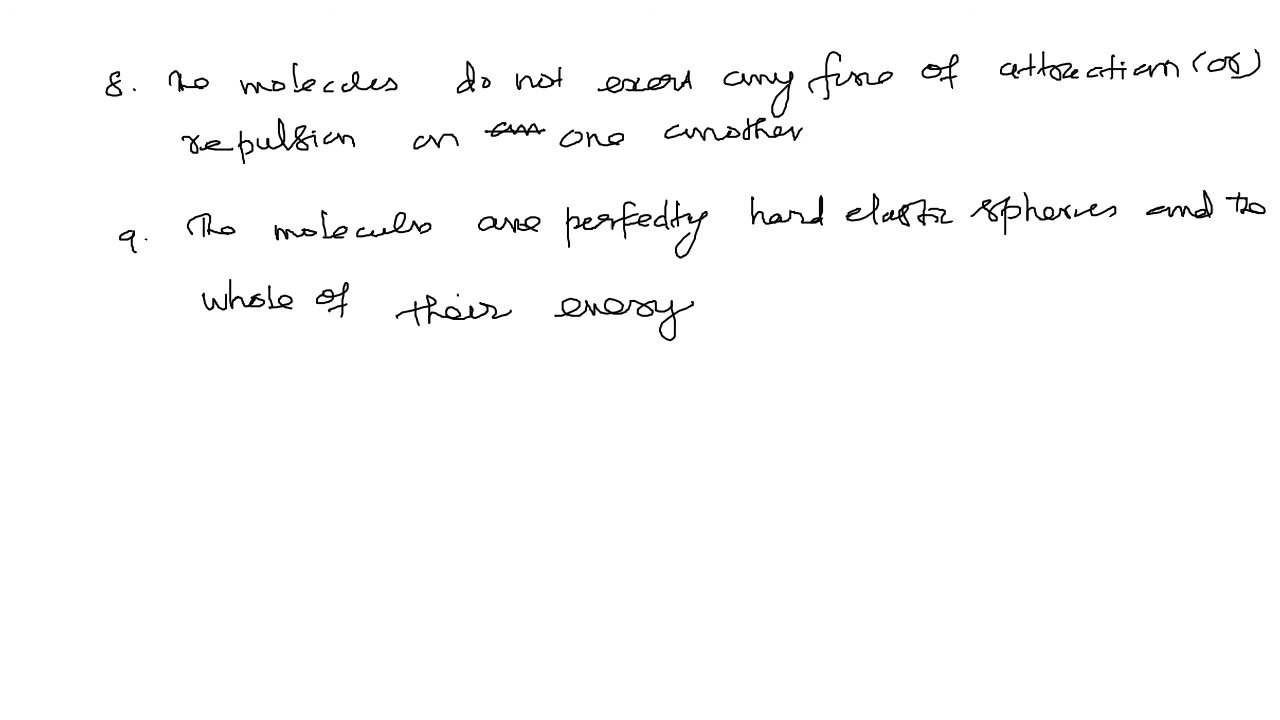 8. The molecules do not exert any force of attraction (or)
repulsion on one another
9. The molecules are perfectly hard elastic spheres and the
whole of their energy